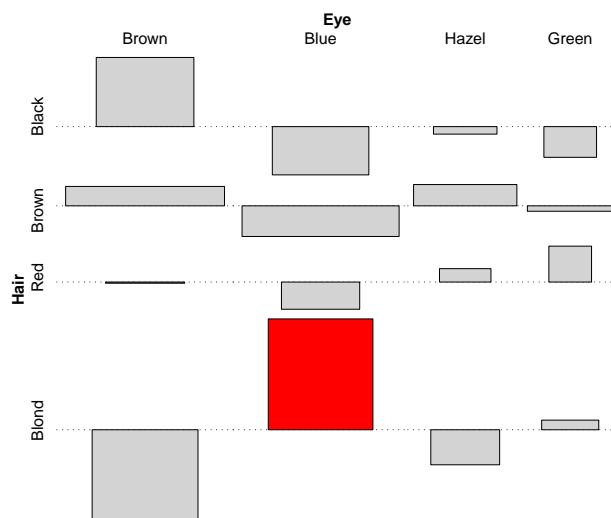 Eye
Brown Blue Hazel Green
Black
Brown
Red
Blond
Hair